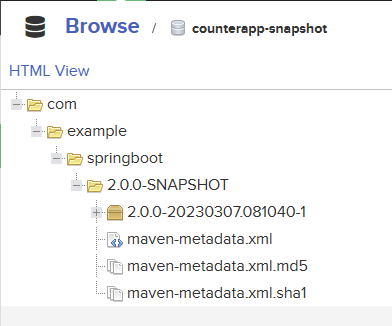 Browse / counterapp-snapshot
HTML View
com
example
springboot
2.0.0-SNAPSHOT
2.0.0-20230307.081040-1
maven-metadata.xml
maven-metadata.xml.md5
maven-metadata.xml.sha1